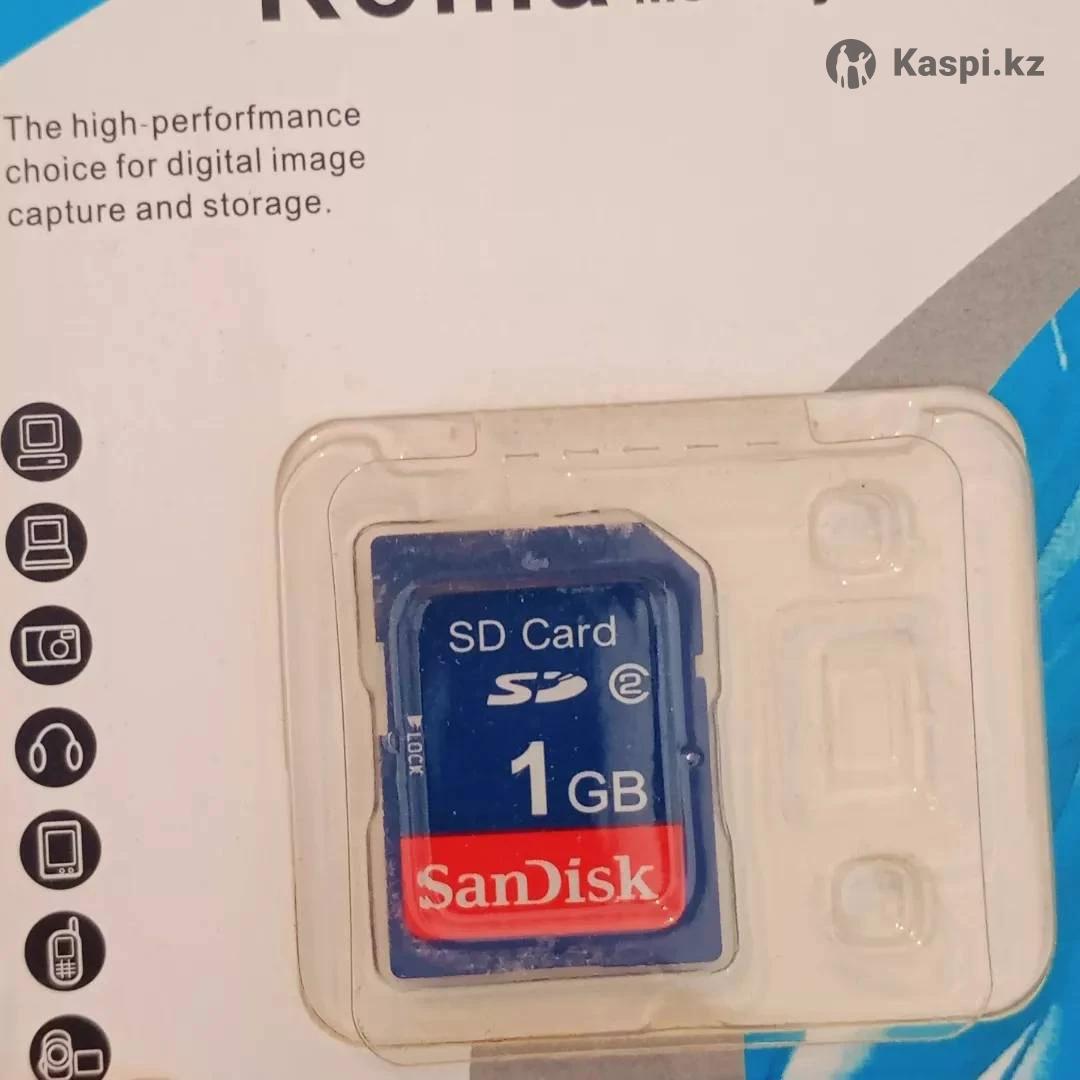 Kaspi.kz
The high-perforfmance
choice for digital image
capture and storage.
SD Card
SD 2
LOCK
1 GB
SanDisk